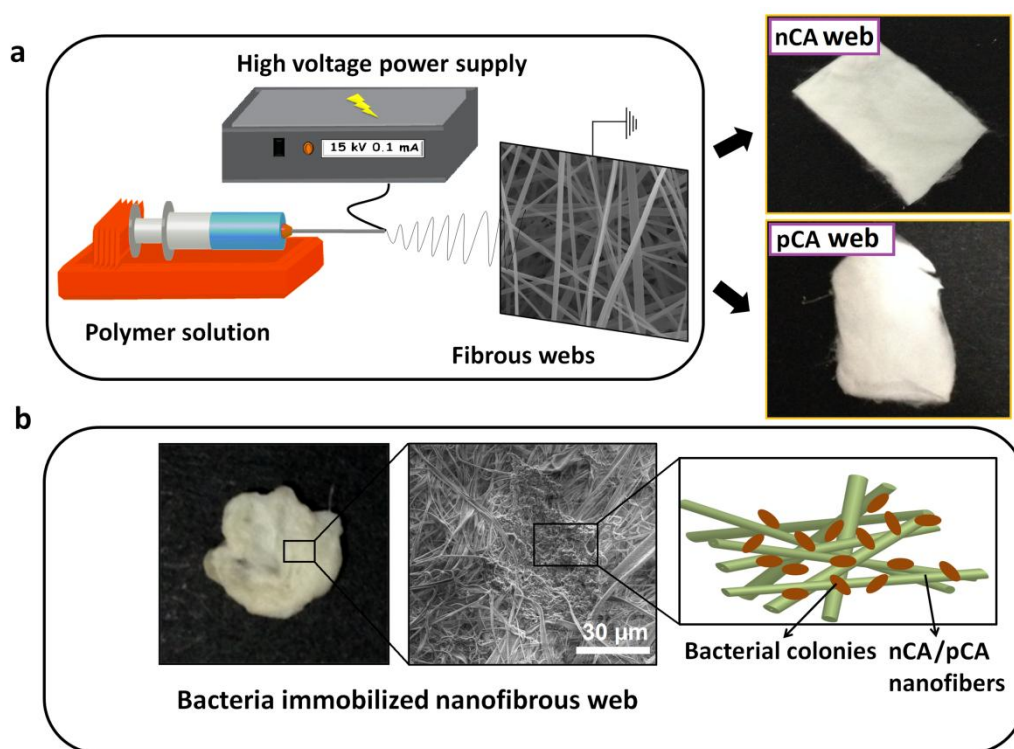 a
High voltage power supply
15 kV 0.1 mA
Polymer solution
Fibrous webs
nCA web
pCA web
b
30 µm
Bacterial colonies
nCA/pCA
nanofibers
Bacteria immobilized nanofibrous web